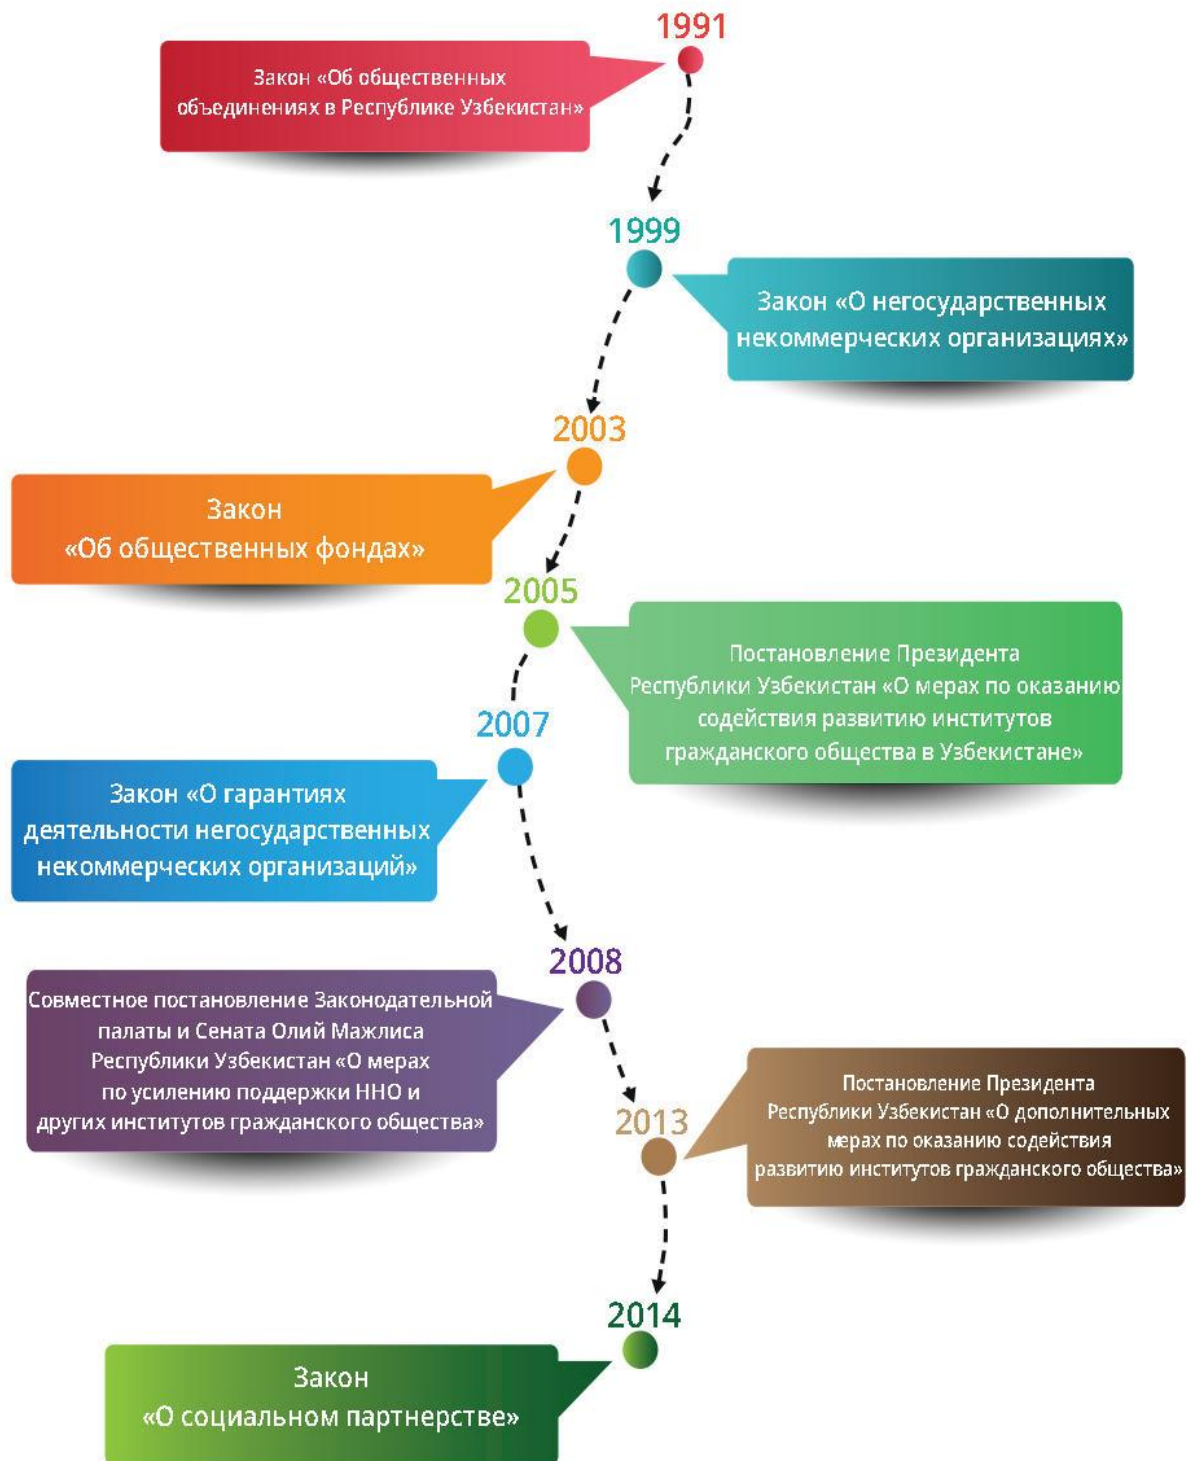 1991
Закон «Об общественных
объединениях в Республике Узбекистан»
1999
Закон «О негосударственных
некоммерческих организациях»
2003
Закон
«Об общественных фондах»
2005
Постановление Президента
Республики Узбекистан «О мерах по оказанию
содействия развитию институтов
гражданского общества в Узбекистане»
2007
Закон «О гарантиях
деятельности негосударственных
некоммерческих организаций»
2008
Совместное постановление Законодательной
палаты и Сената Олий Мажлиса
Республики Узбекистан «О мерах
по усилению поддержки ННО и
других институтов гражданского общества»
2013
Постановление Президента
Республики Узбекистан «О дополнительных
мерах по оказанию содействия
развитию институтов гражданского общества»
2014
Закон
«О социальном партнерстве»